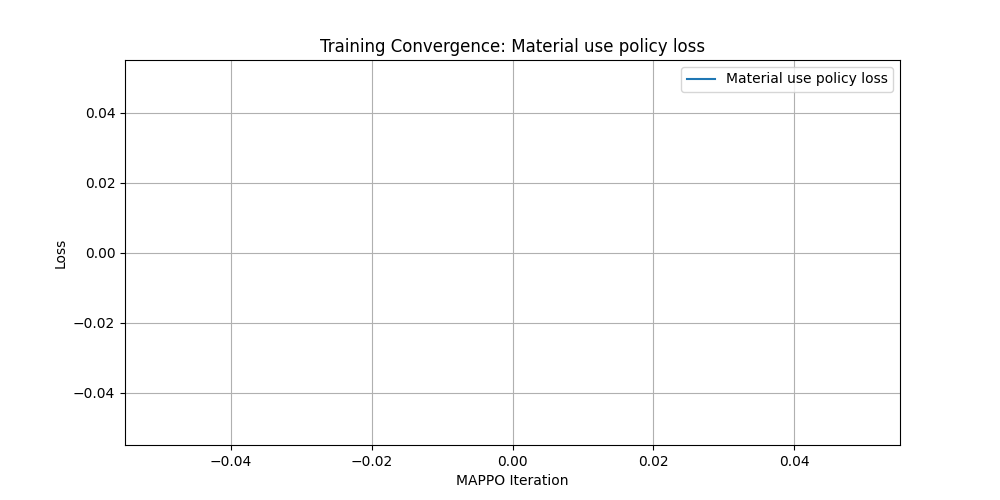 Training Convergence: Material use policy loss
Material use policy loss
0.04
0.02
0.00
−0.02
−0.04
Loss
−0.04 −0.02 0.00 0.02 0.04
MAPPO Iteration